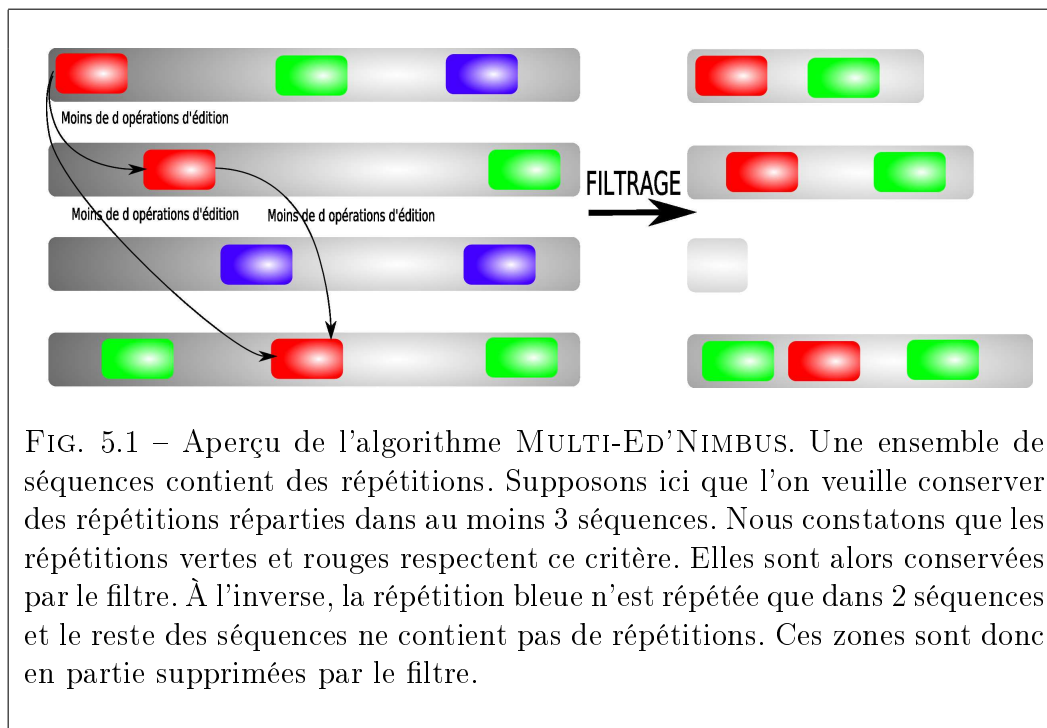 Moins de d opérations d'édition
FILTRAGE
Moins de d opérations d'édition
Moins de d opérations d'édition
FIG. 5.1 – Aperçu de l'algorithme MULTI-ED'NIMBUS. Une ensemble de
séquences contient des répétitions. Supposons ici que l'on veuille conserver
des répétitions réparties dans au moins 3 séquences. Nous constatons que les
répétitions vertes et rouges respectent ce critère. Elles sont alors conservées
par le filtre. À l'inverse, la répétition bleue n'est répétée que dans 2 séquences
et le reste des séquences ne contient pas de répétitions. Ces zones sont donc
en partie supprimées par le filtre.